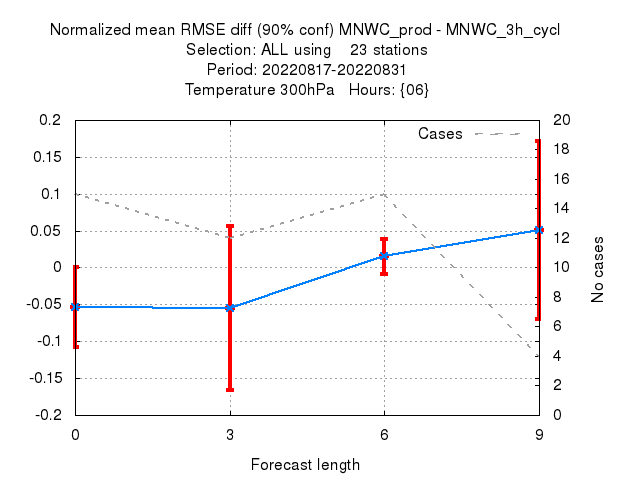 Normalized mean RMSE diff (90% conf) MNWC_prod - MNWC_3h_cycl
Selection: ALL using 23 stations
Period: 20220817-20220831
Temperature 300hPa Hours: {06}
0.2 20
Cases
18
0.15
16
0.1
14
0.05
12
0 10
No cases
-0.05
8
6
-0.1
4
-0.15
2
-0.2 0
0 3 6 9
Forecast length